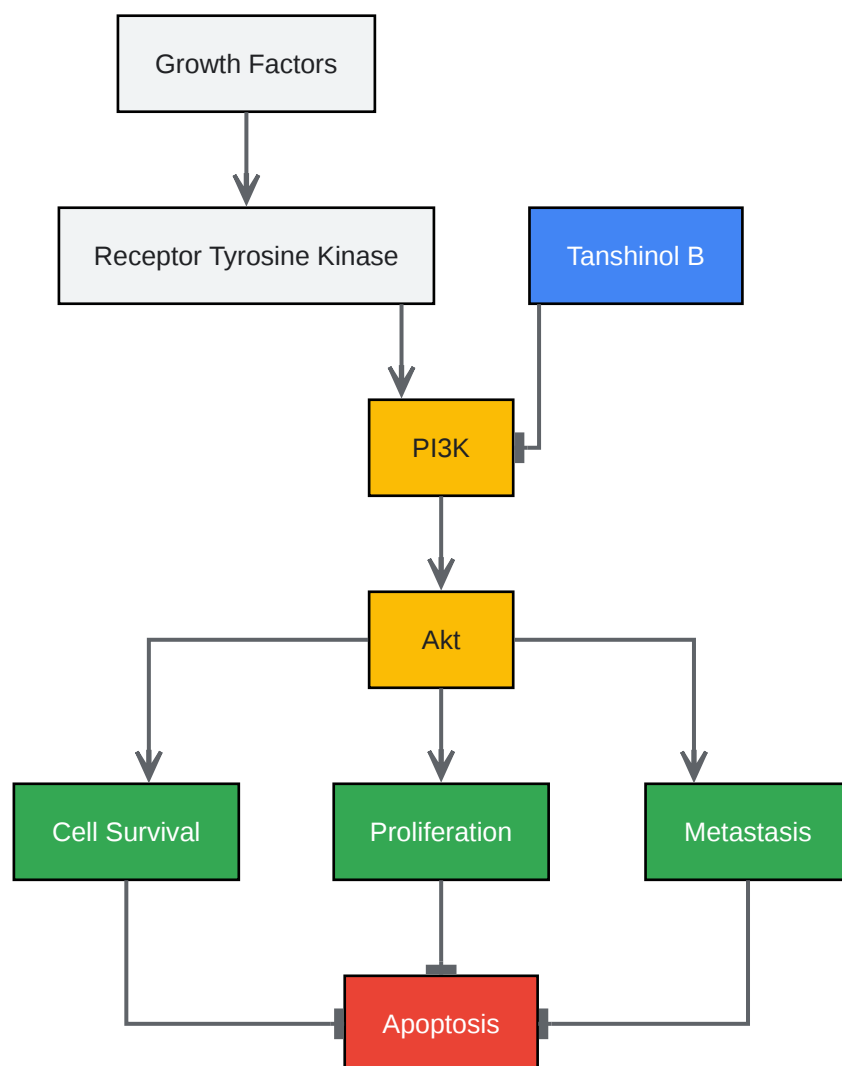 Growth Factors
Receptor Tyrosine Kinase
Tanshinol B
PI3K
Akt
Cell Survival
Proliferation
Metastasis
Apoptosis